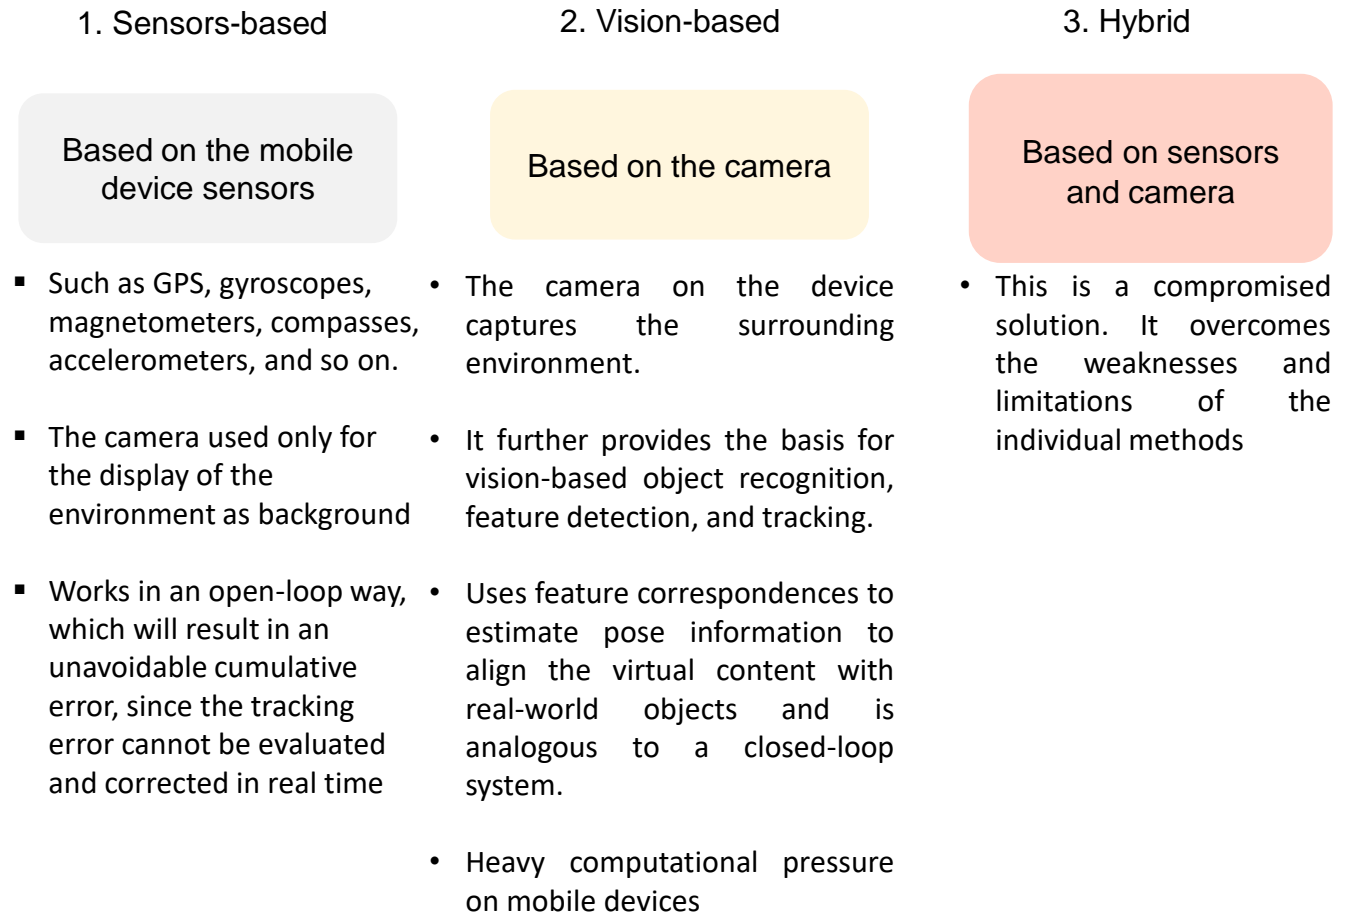 1. Sensors-based
2. Vision-based
3. Hybrid
Based on the mobile
device sensors
Based on the camera
Based on sensors
and camera
▪ Such as GPS, gyroscopes,
magnetometers, compasses,
accelerometers, and so on.
▪ The camera used only for
the display of the
environment as background
▪ Works in an open-loop way,
which will result in an
unavoidable cumulative
error, since the tracking
error cannot be evaluated
and corrected in real time
• The camera on the device
captures the surrounding
environment.
• It further provides the basis for
vision-based object recognition,
feature detection, and tracking.
• Uses feature correspondences to
estimate pose information to
align the virtual content with
real-world objects and is
analogous to a closed-loop
system.
• Heavy computational pressure
on mobile devices
• This is a compromised
solution. It overcomes
the weaknesses and
limitations of the
individual methods